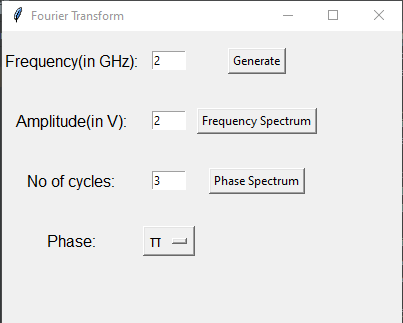 Fourier Transform
Frequency(in GHz): 2 Generate
Amplitude(in V): 2 Frequency Spectrum
No of cycles: 3 Phase Spectrum
Phase: π